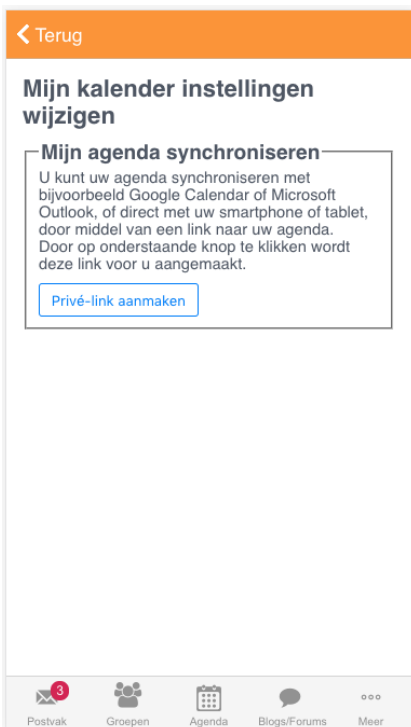 Terug
Mijn kalender instellingen
wijzigen
Mijn agenda synchroniseren
U kunt uw agenda synchroniseren met
bijvoorbeeld Google Calendar of Microsoft
Outlook, of direct met uw smartphone of tablet,
door middel van een link naar uw agenda.
Door op onderstaande knop te klikken wordt
deze link voor u aangemaakt.
Privé-link aanmaken
3
Postvak Groepen Agenda Blogs/Forums Meer